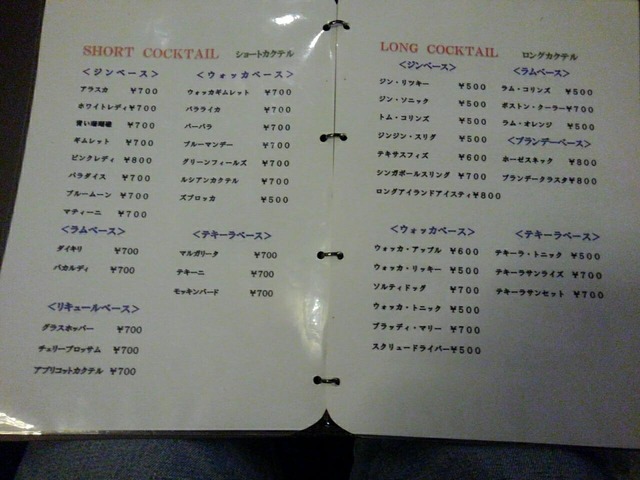 SHORT COCKTAIL ショートカクテル
<ジンベース>
アラスカ ¥700
ホワイトレディ¥700
青い珊瑚礁 ¥700
ギムレット ¥700
ピンクレディ ¥800
パラダイス ¥700
ブルームーン ¥700
マティーニ ¥700
<ウォッカベース>
ウォッカギムレット ¥700
バラライカ ¥700
バーバラ ¥700
ブルーマンデー ¥700
グリーンフィールズ ¥700
ルシアンカクテル ¥700
ズブロッカ ¥500
<ラムベース>
ダイキリ ¥700
バカルディ ¥700
<テキーラベース>
マルガリータ ¥700
テキーニ ¥700
モッキンバード ¥700
<リキュールベース>
グラスホッパー ¥700
チェリーブロッサム ¥700
アプリコットカクテル ¥700
LONG COCKTAIL ロングカクテル
<ジンベース>
ジン・リッキー ¥500
ジン・ソニック ¥500
トム・コリンズ ¥500
ジンジン・スリグ ¥500
テキサスフィズ ¥600
シンガポールスリング ¥700
ロングアイランドアイスティ¥800
<ラムベース>
ラム・コリンズ ¥500
ボストン・クーラー¥700
ラム・オレンジ ¥500
<ブランデーベース>
ホーゼスネック ¥800
ブランデークラスタ¥800
<ウォッカベース>
ウォッカ・アップル ¥600
ウォッカ・リッキー ¥500
ソルティドッグ ¥700
ウォッカ・トニック ¥500
ブラッディ・マリー ¥700
スクリュードライバー¥500
<テキーラベース>
テキーラ・トニック ¥500
テキーラサンライズ ¥700
テキーラサンセット ¥700